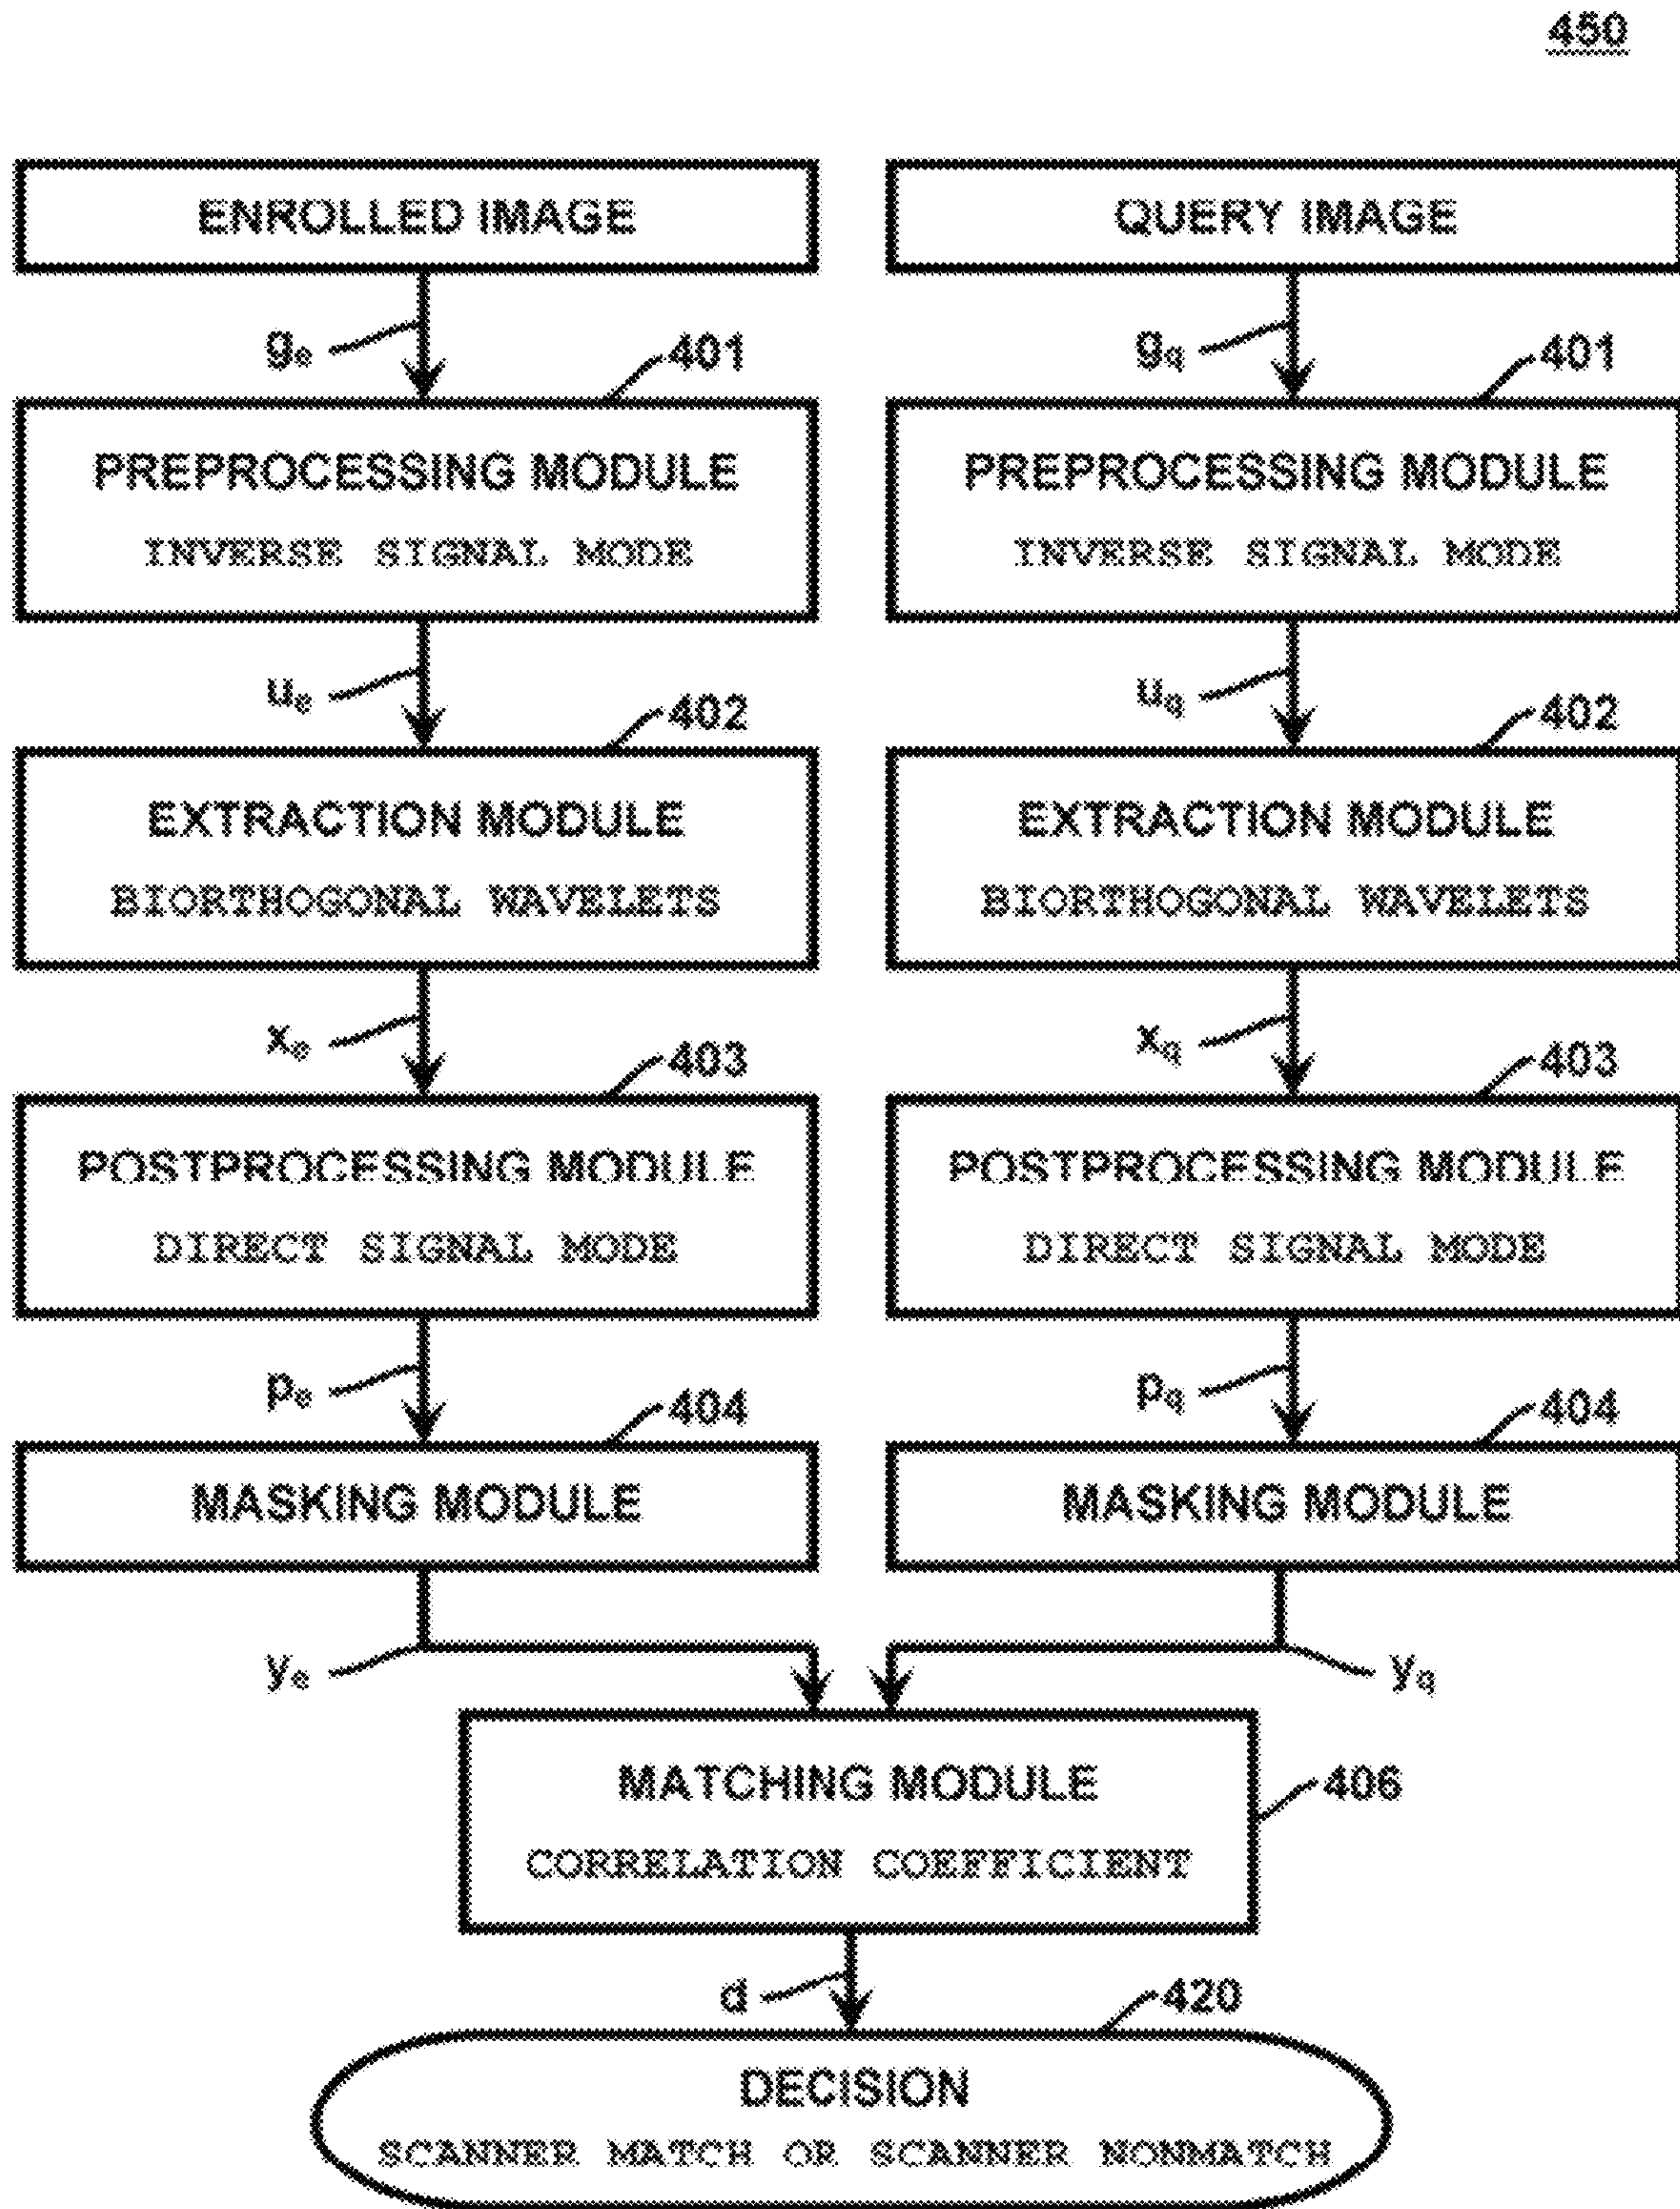 450
ENROLLED IMAGE
QUERY IMAGE
ge
gq
401
401
PREPROCESSING MODULE
INVERSE SIGNAL MODE
PREPROCESSING MODULE
INVERSE SIGNAL MODE
ue
uq
402
402
EXTRACTION MODULE
BIORTHOGONAL WAVELETS
EXTRACTION MODULE
BIORTHOGONAL WAVELETS
xe
xq
403
403
POSTPROCESSING MODULE
DIRECT SIGNAL MODE
POSTPROCESSING MODULE
DIRECT SIGNAL MODE
pe
pq
404
404
MASKING MODULE
MASKING MODULE
ye
yq
MATCHING MODULE
CORRELATION COEFFICIENT
406
d
420
DECISION
SCANNER MATCH OR SCANNER NONMATCH